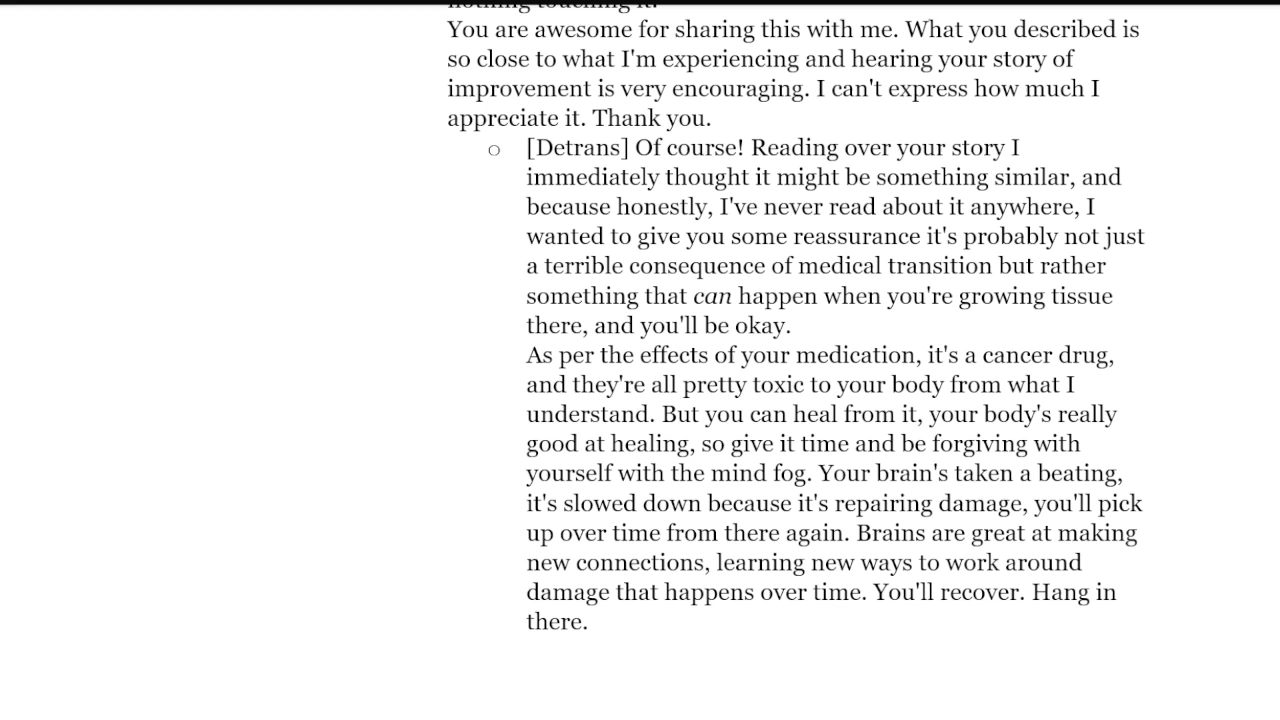 nothing touching it.
You are awesome for sharing this with me. What you described is
so close to what I'm experiencing and hearing your story of
improvement is very encouraging. I can't express how much I
appreciate it. Thank you.
○ [Detrans] Of course! Reading over your story I
immediately thought it might be something similar, and
because honestly, I've never read about it anywhere, I
wanted to give you some reassurance it's probably not just
a terrible consequence of medical transition but rather
something that can happen when you're growing tissue
there, and you'll be okay.
As per the effects of your medication, it's a cancer drug,
and they're all pretty toxic to your body from what I
understand. But you can heal from it, your body's really
good at healing, so give it time and be forgiving with
yourself with the mind fog. Your brain's taken a beating,
it's slowed down because it's repairing damage, you'll pick
up over time from there again. Brains are great at making
new connections, learning new ways to work around
damage that happens over time. You'll recover. Hang in
there.